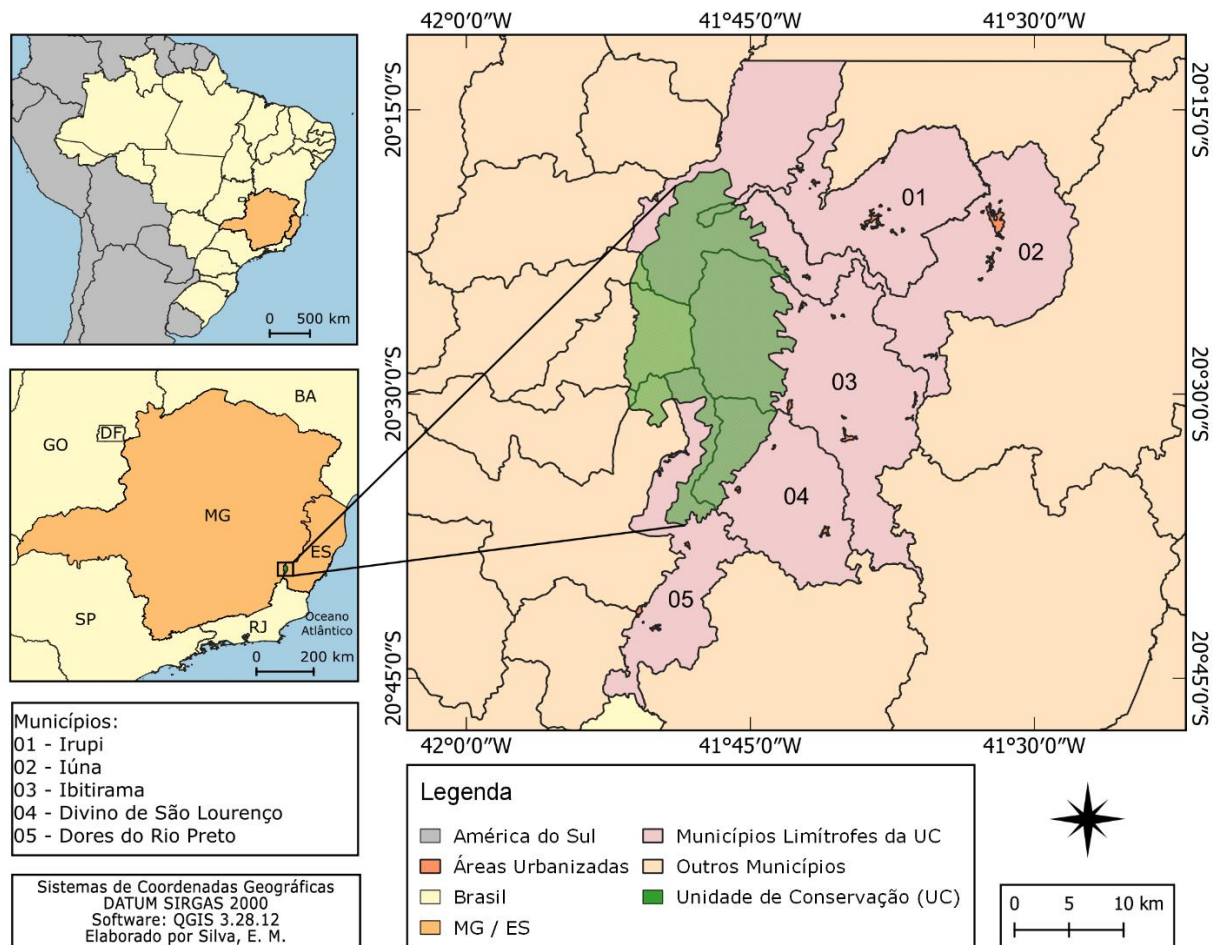 0 500 km
BA
GO
DF
MG
ES
SP
RJ
Oceano
Atlântico
0 200 km
Municípios:
01 - Irupi
02 - Iúna
03 - Ibitirama
04 - Divino de São Lourenço
05 - Dores do Rio Preto
Sistemas de Coordenadas Geográficas
DATUM SIRGAS 2000
Software: QGIS 3.28.12
Elaborado por Silva, E. M.
42°0′0″W 41°45′0″W 41°30′0″W
20°15′0″S 20°15′0″S
01
02
03
20°30′0″S 20°30′0″S
04
05
20°45′0″S 20°45′0″S
42°0′0″W 41°45′0″W 41°30′0″W
Legenda
América do Sul
Áreas Urbanizadas
Brasil
MG / ES
Municípios Limítrofes da UC
Outros Municípios
Unidade de Conservação (UC)
0 5 10 km